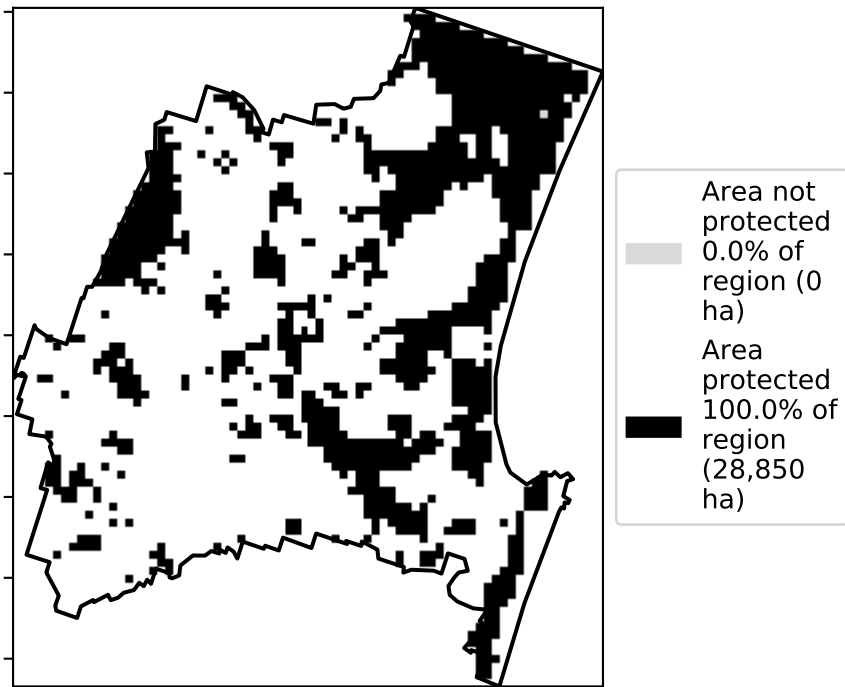 Area not
protected
0.0% of
region (0
ha)
Area
protected
100.0% of
region
(28,850
ha)